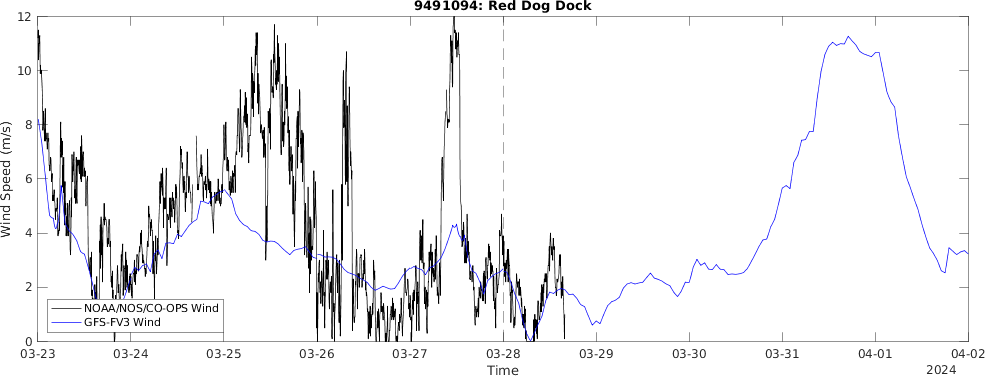 9491094: Red Dog Dock
Wind Speed (m/s)
12
10
8
6
4
2
0
NOAA/NOS/CO-OPS Wind
GFS-FV3 Wind
03-23 03-24 03-25 03-26 03-27 03-28 03-29 03-30 03-31 04-01 04-02
Time
2024